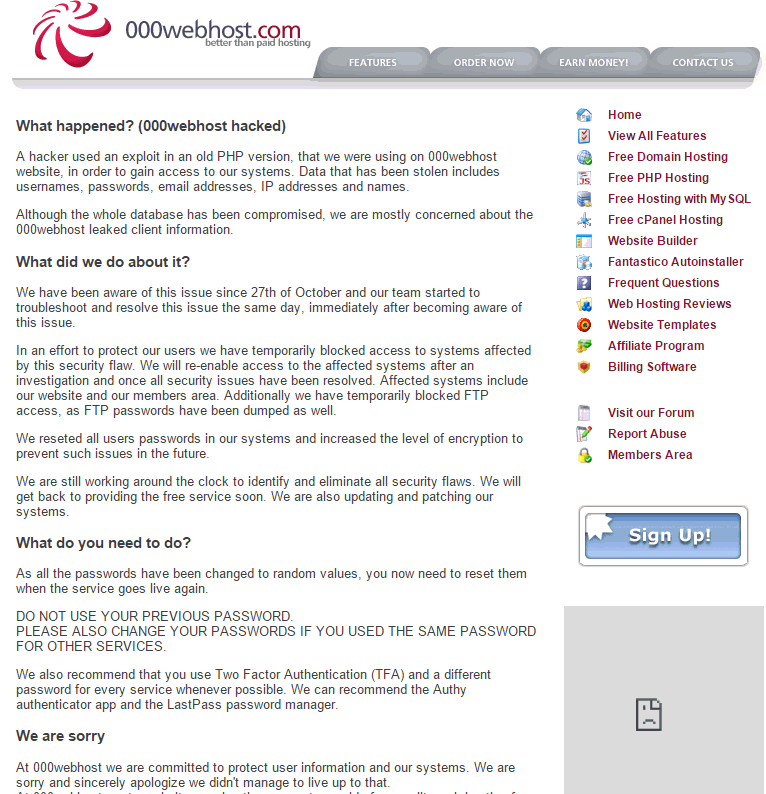 000webhost.com
better than paid hosting
FEATURES
ORDER NOW
EARN MONEY!
CONTACT US
What happened? (000webhost hacked)
A hacker used an exploit in an old PHP version, that we were using on 000webhost
website, in order to gain access to our systems. Data that has been stolen includes
usernames, passwords, email addresses, IP addresses and names.
Although the whole database has been compromised, we are mostly concerned about the
000webhost leaked client information.
What did we do about it?
We have been aware of this issue since 27th of October and our team started to
troubleshoot and resolve this issue the same day, immediately after becoming aware of
this issue.
In an effort to protect our users we have temporarily blocked access to systems affected
by this security flaw. We will re-enable access to the affected systems after an
investigation and once all security issues have been resolved. Affected systems include
our website and our members area. Additionally we have temporarily blocked FTP
access, as FTP passwords have been dumped as well.
We reseted all users passwords in our systems and increased the level of encryption to
prevent such issues in the future.
We are still working around the clock to identify and eliminate all security flaws. We will
get back to providing the free service soon. We are also updating and patching our
systems.
What do you need to do?
As all the passwords have been changed to random values, you now need to reset them
when the service goes live again.
DO NOT USE YOUR PREVIOUS PASSWORD.
PLEASE ALSO CHANGE YOUR PASSWORDS IF YOU USED THE SAME PASSWORD
FOR OTHER SERVICES.
We also recommend that you use Two Factor Authentication (TFA) and a different
password for every service whenever possible. We can recommend the Authy
authenticator app and the LastPass password manager.
We are sorry
At 000webhost we are committed to protect user information and our systems. We are
sorry and sincerely apologize we didn't manage to live up to that.
Home
View All Features
Free Domain Hosting
Free PHP Hosting
Free Hosting with MySQL
Free cPanel Hosting
Website Builder
Fantastico Autoinstaller
Frequent Questions
Web Hosting Reviews
Website Templates
Affiliate Program
Billing Software
Visit our Forum
Report Abuse
Members Area
Sign Up!